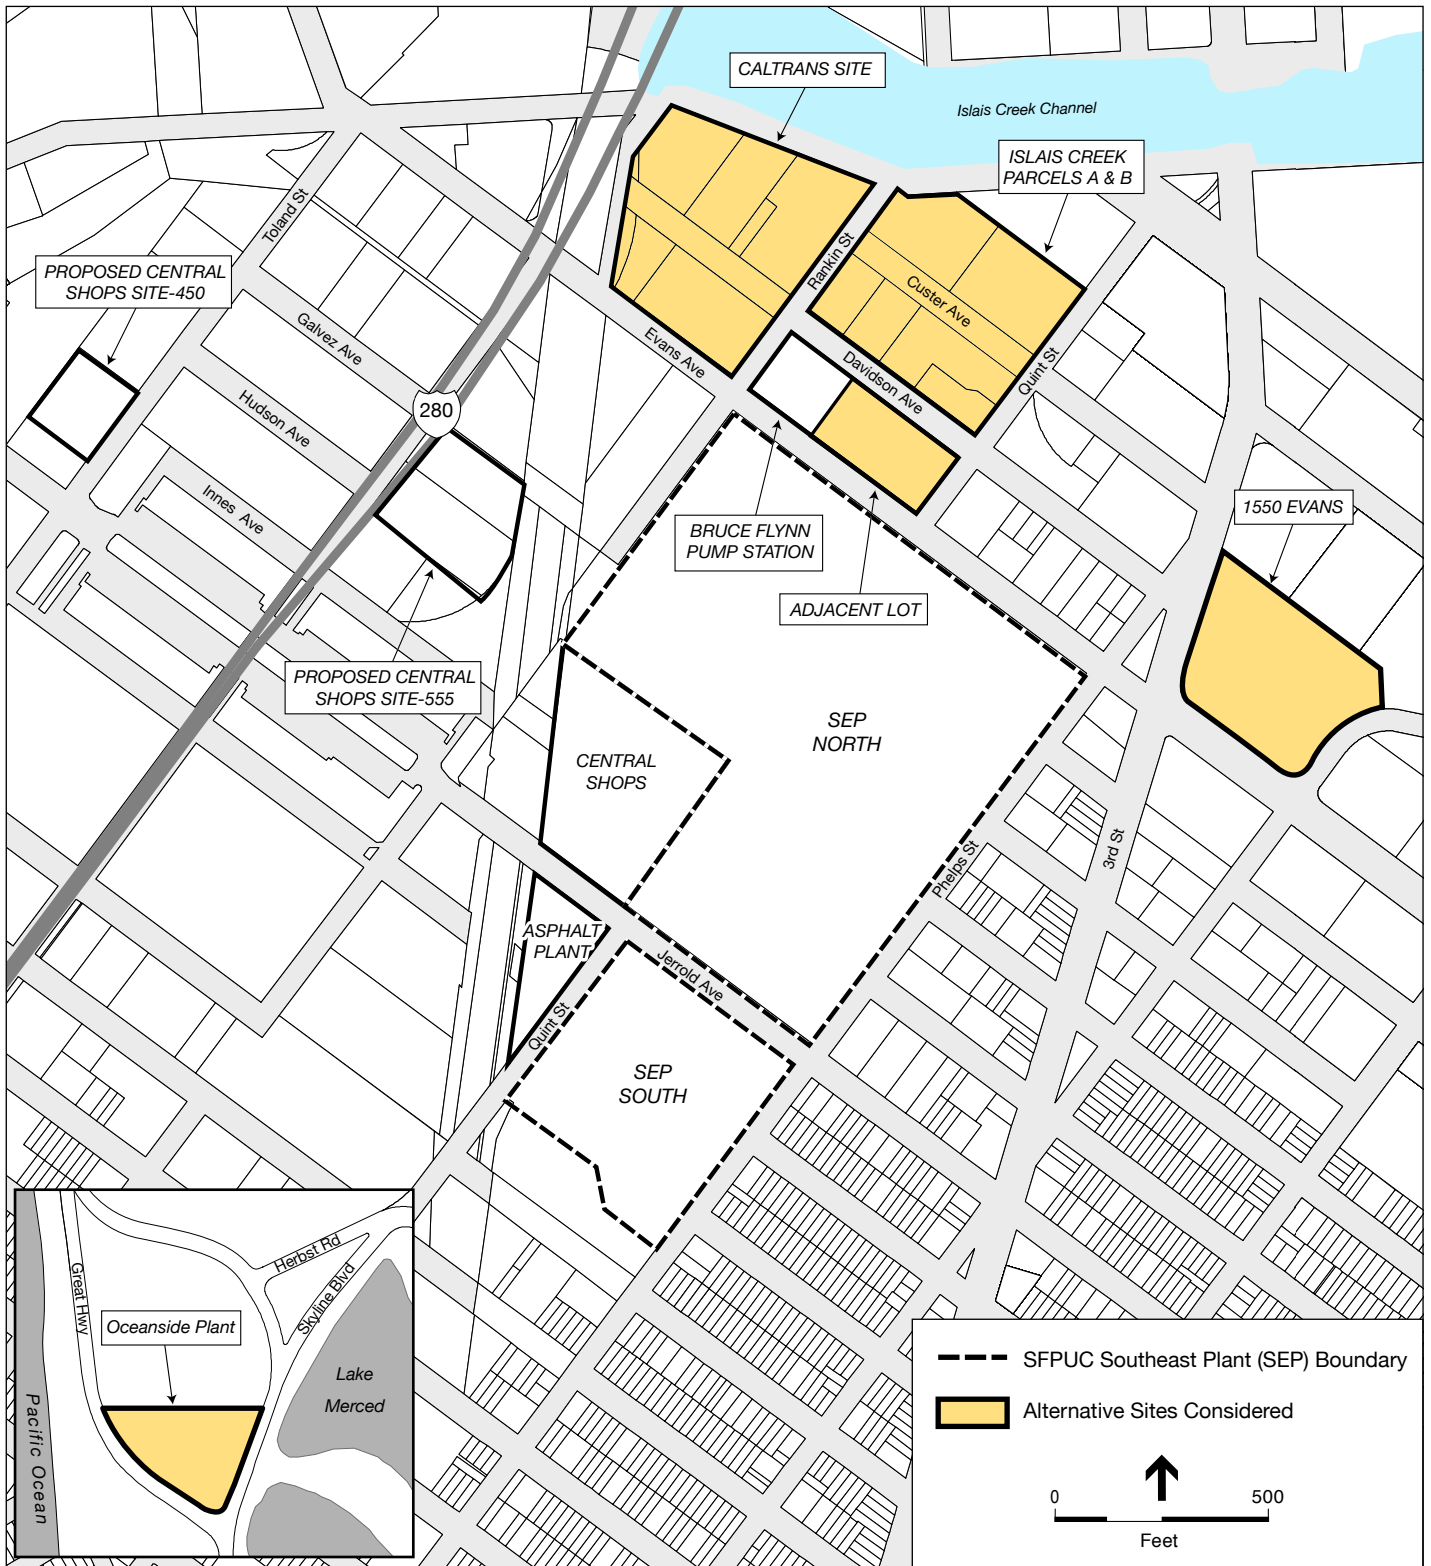 CALTRANS SITE
Islais Creek Channel
ISLAIS CREEK
PARCELS A & B
Toland St
PROPOSED CENTRAL
SHOPS SITE-450
Rankin St
Custer Ave
Galvez Ave
Evans Ave
Davidson Ave
Quint St
Hudson Ave
280
Innes Ave
1550 EVANS
BRUCE FLYNN
PUMP STATION
ADJACENT LOT
PROPOSED CENTRAL
SHOPS SITE-555
SEP
NORTH
CENTRAL
SHOPS
3rd St
Phelps St
ASPHALT
PLANT
Jerrold Ave
Quint St
SEP
SOUTH
Herbst Rd
Great Hwy
Skyline Blvd
Oceanside Plant
Lake
Merced
Pacific Ocean
SFPUC Southeast Plant (SEP) Boundary
Alternative Sites Considered
0 500
Feet